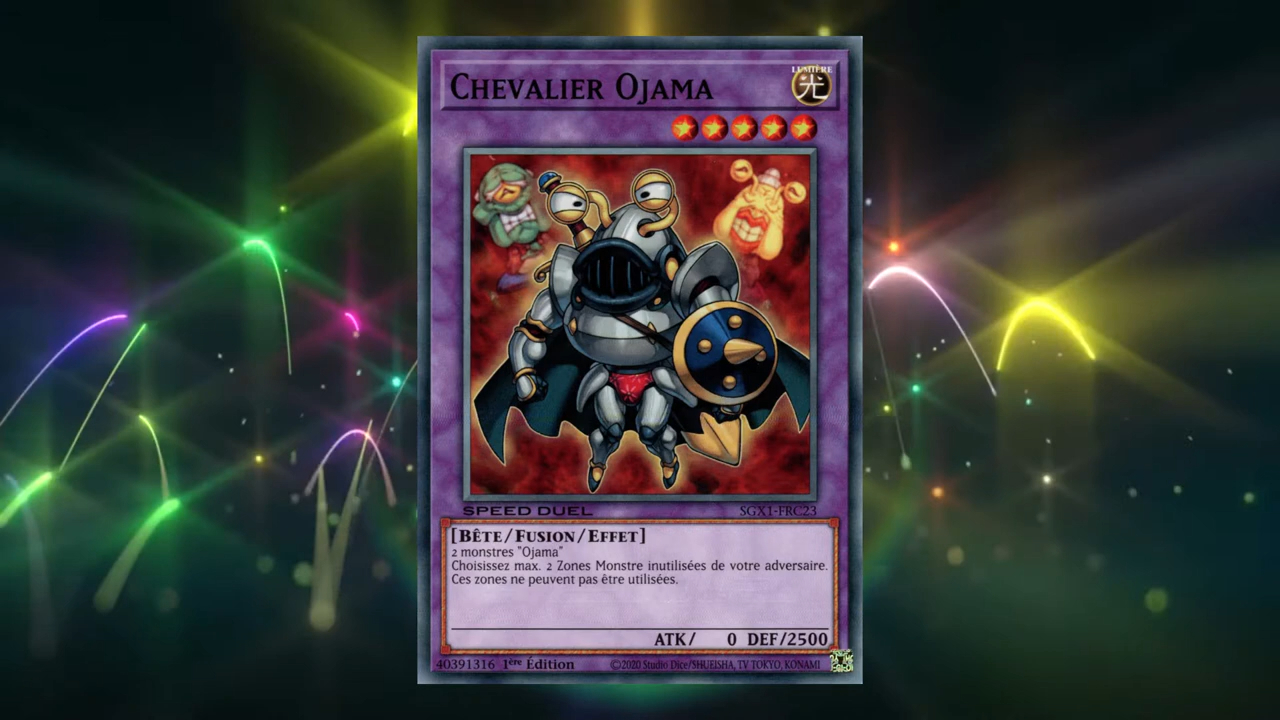 CHEVALIER OJAMA
LUMIÈRE
光
SPEED DUEL
SGX1-FRC23
[BÊTE/FUSION/EFFET]
2 monstres "Ojama"
Choisissez max. 2 Zones Monstre inutilisées de votre adversaire.
Ces zones ne peuvent pas être utilisées.
ATK/ 0 DEF/2500
40391316 1ère Édition
©2020 Studio Dice/SHUEISHA, TV TOKYO, KONAMI